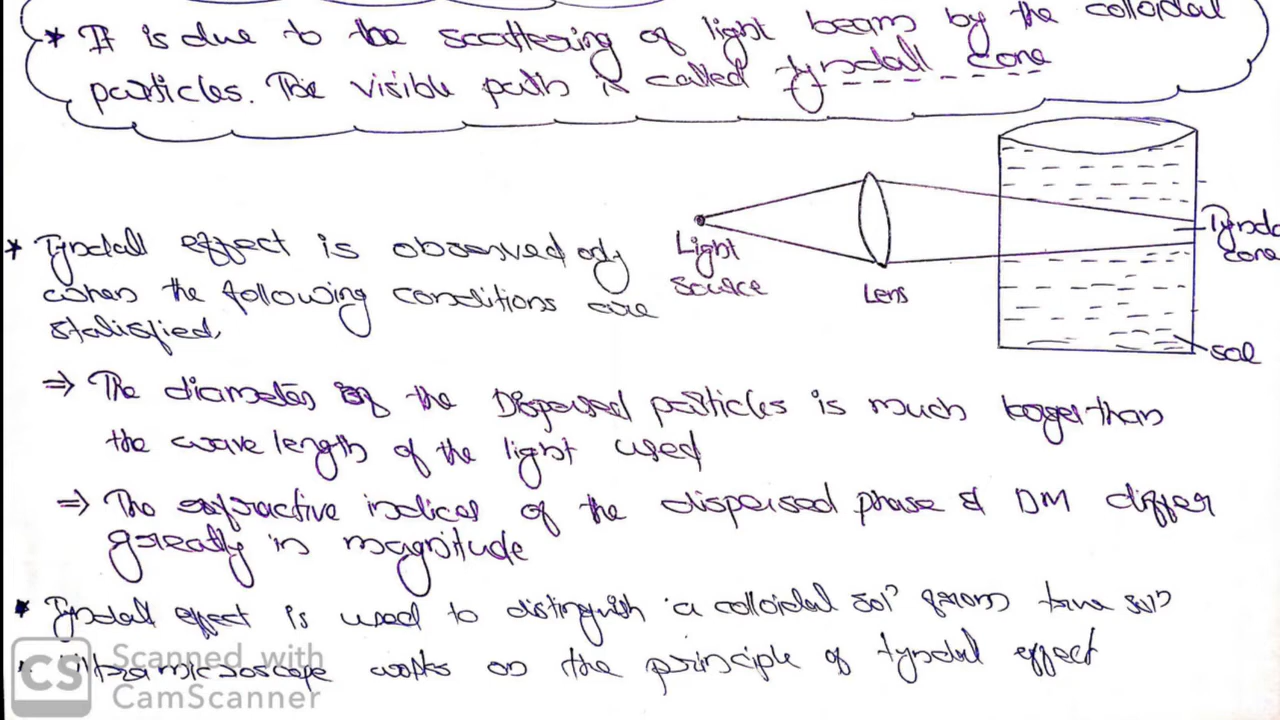 * It is due to the scattering of light beam by the colloidal
particles. The visible path is called tyndall cone
* Tyndall effect is observed only
when the following conditions are
statisfied.
Light
source
Lens
Tynda
cone
sol
⇒ The diameter of the Dispersed particles is much than
the wave length of the light used
⇒ The refractive indices of the dispersed phase & DM differ
greatly in magnitude
* Tyndall effect is used to distinguish a colloidal sol? from true sol?
ltramicroscope works on the principle of tyndal effect
CS
Scanned with
CamScanner